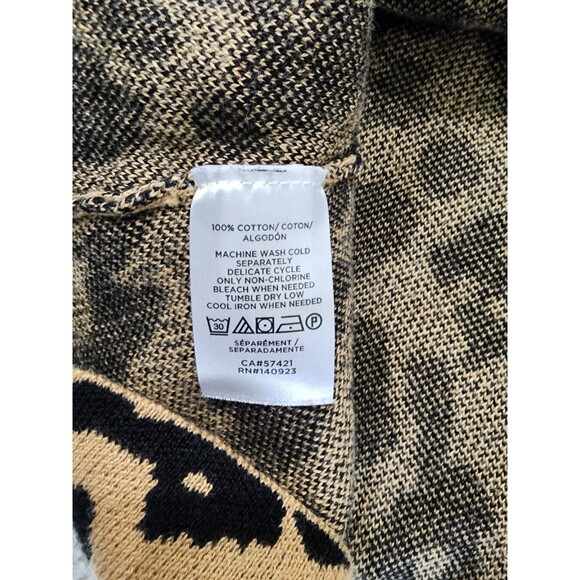 100% COTTON/ COTON/
ALGODÓN
MACHINE WASH COLD
SEPARATELY
DELICATE CYCLE
ONLY NON-CHLORINE
BLEACH WHEN NEEDED
TUMBLE DRY LOW
COOL IRON WHEN NEEDED
30 P
SÉPARÉMENT /
SEPARADAMENTE
CA#57421
RN#140923